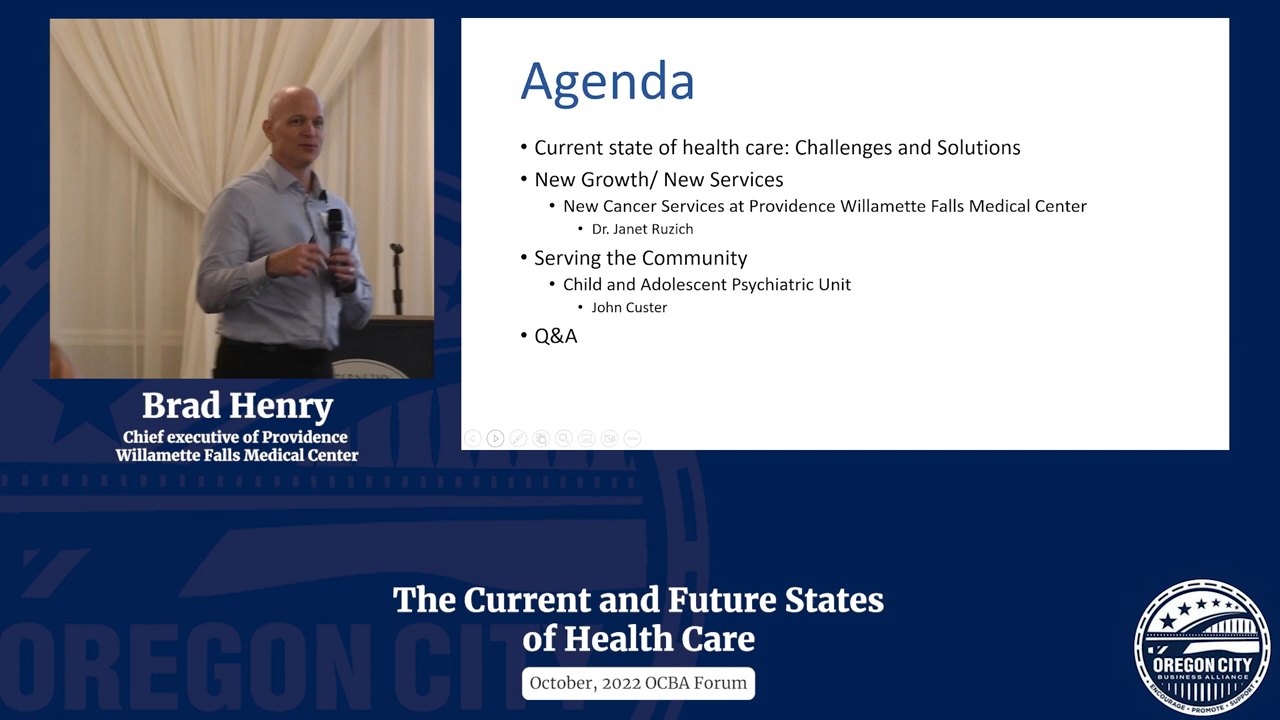 Agenda
• Current state of health care: Challenges and Solutions
• New Growth/ New Services
• New Cancer Services at Providence Willamette Falls Medical Center
• Dr. Janet Ruzich
• Serving the Community
• Child and Adolescent Psychiatric Unit
• John Custer
• Q&A
Brad Henry
Chief executive of Providence
Willamette Falls Medical Center
The Current and Future States
of Health Care
October, 2022 OCBA Forum
OREGON CITY
BUSINESS ALLIANCE
ENCOURAGE • PROMOTE • SUPPORT
OREGON CITY